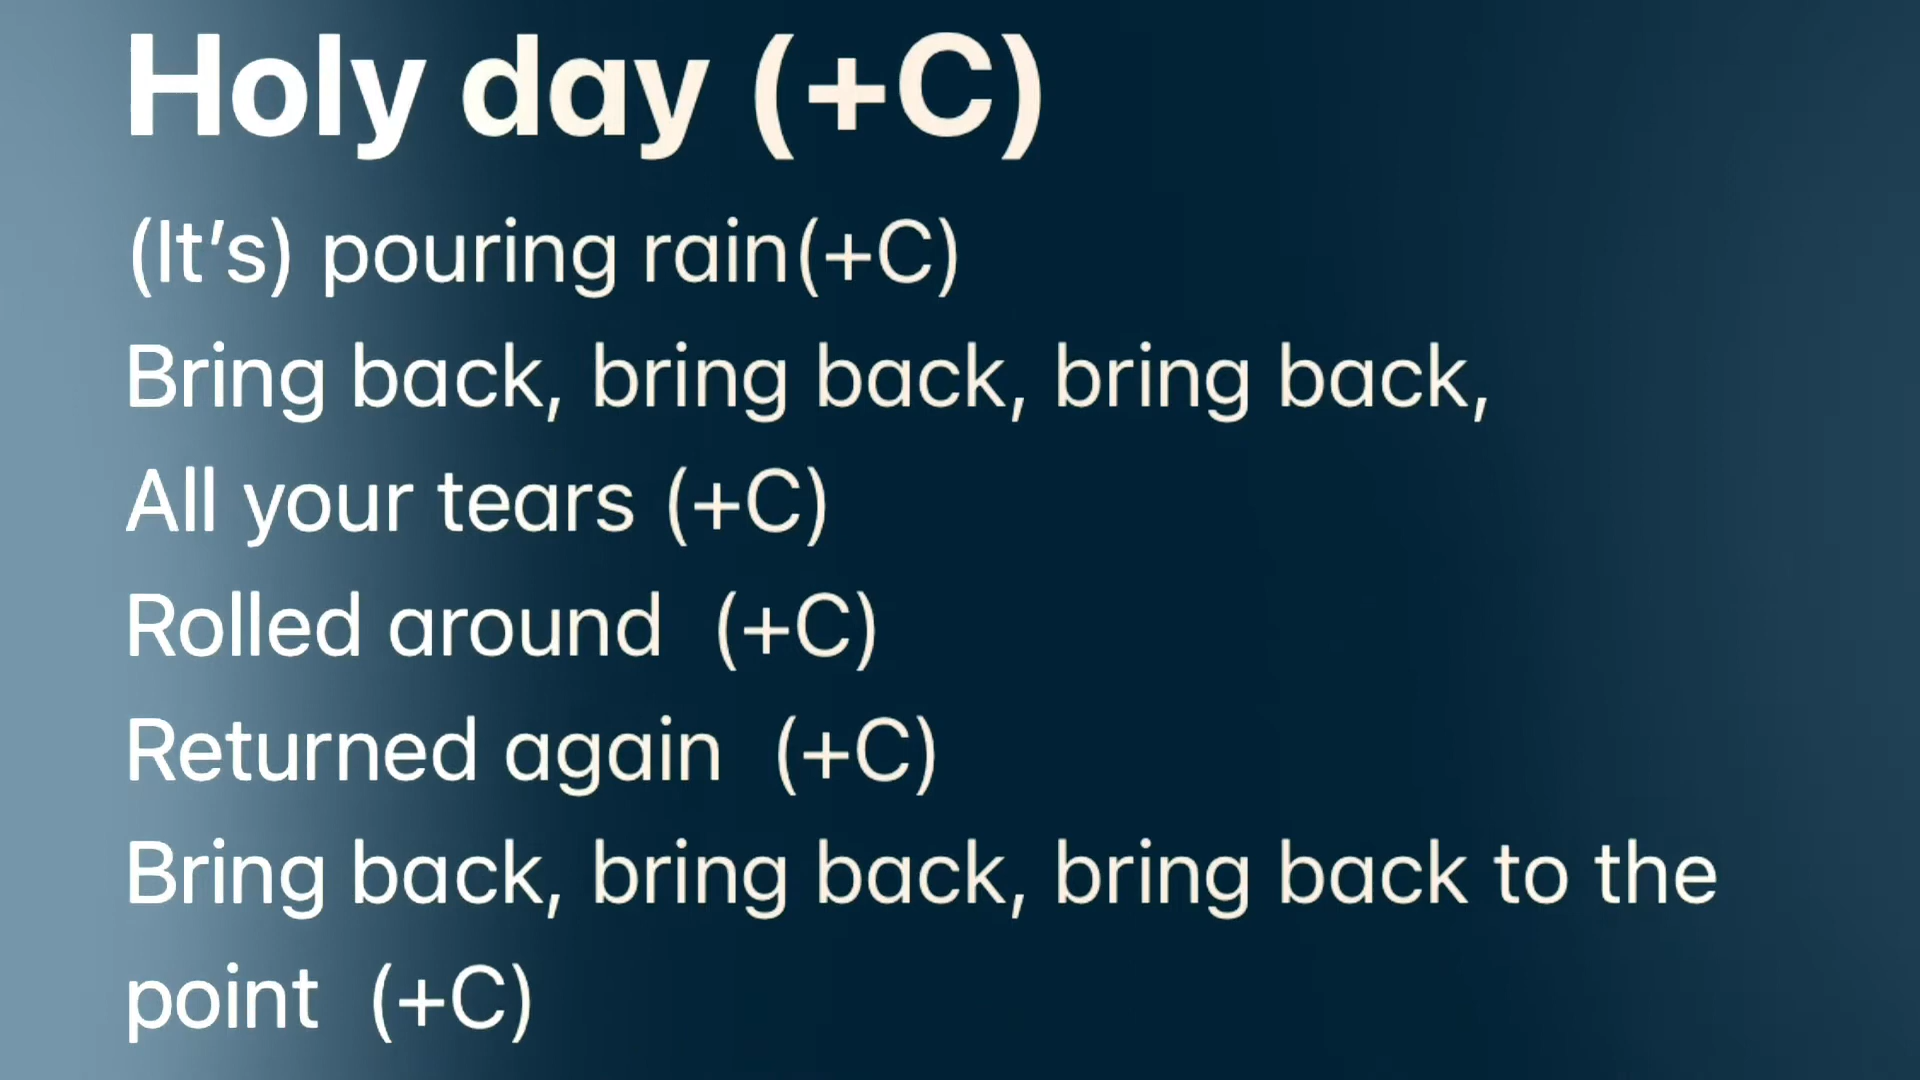 Holy day (+C)
(It's) pouring rain(+C)
Bring back, bring back, bring back,
All your tears (+C)
Rolled around  (+C)
Returned again  (+C)
Bring back, bring back, bring back to the
point  (+C)